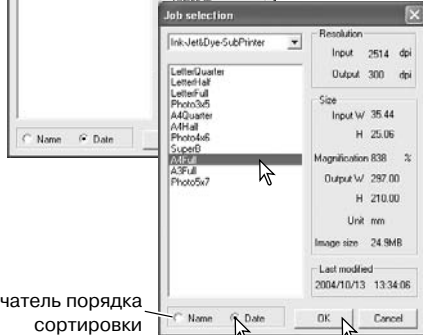 Job selection
Ink-Jet&Dye-SubPrinter
LetterQuarter
LetterHalf
LetterFull
Photo3x5
A4Quarter
A4Half
Photo4x6
SuperB
A4Full
A3Full
Photo5x7
Resolution
Input 2514 dpi
Output 300 dpi
Size
Input W 35.44
H 25.06
Magnification 838 %
Output W 297.00
H 210.00
Unit mm
Image size 24.9MB
Last modified
2004/10/13 13:34:06
Name Date
OK Cancel
Name Date
чатель порядка
сортировки